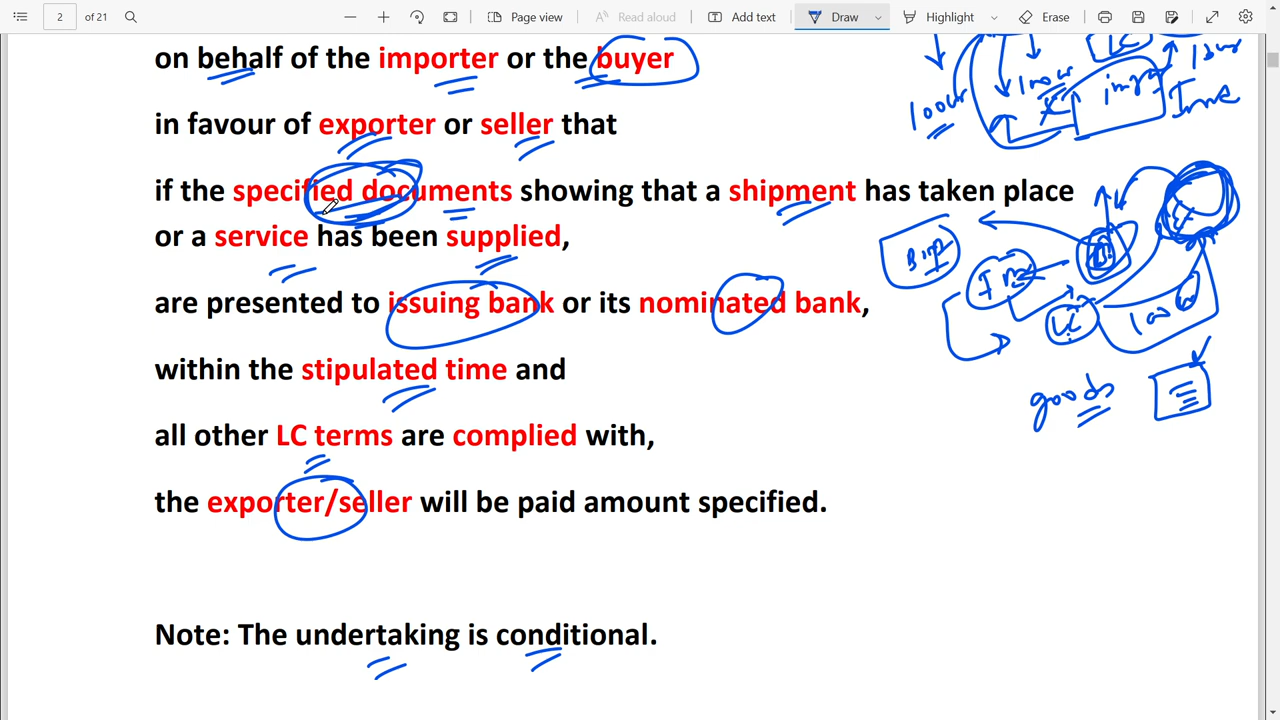 2 of 21 Page view Read aloud Add text Draw Highlight Erase
on behalf of the importer or the buyer
in favour of exporter or seller that
if the specified documents showing that a shipment has taken place
or a service has been supplied,
are presented to issuing bank or its nominated bank,
within the stipulated time and
all other LC terms are complied with,
the exporter/seller will be paid amount specified.
Note: The undertaking is conditional.
LC
goods